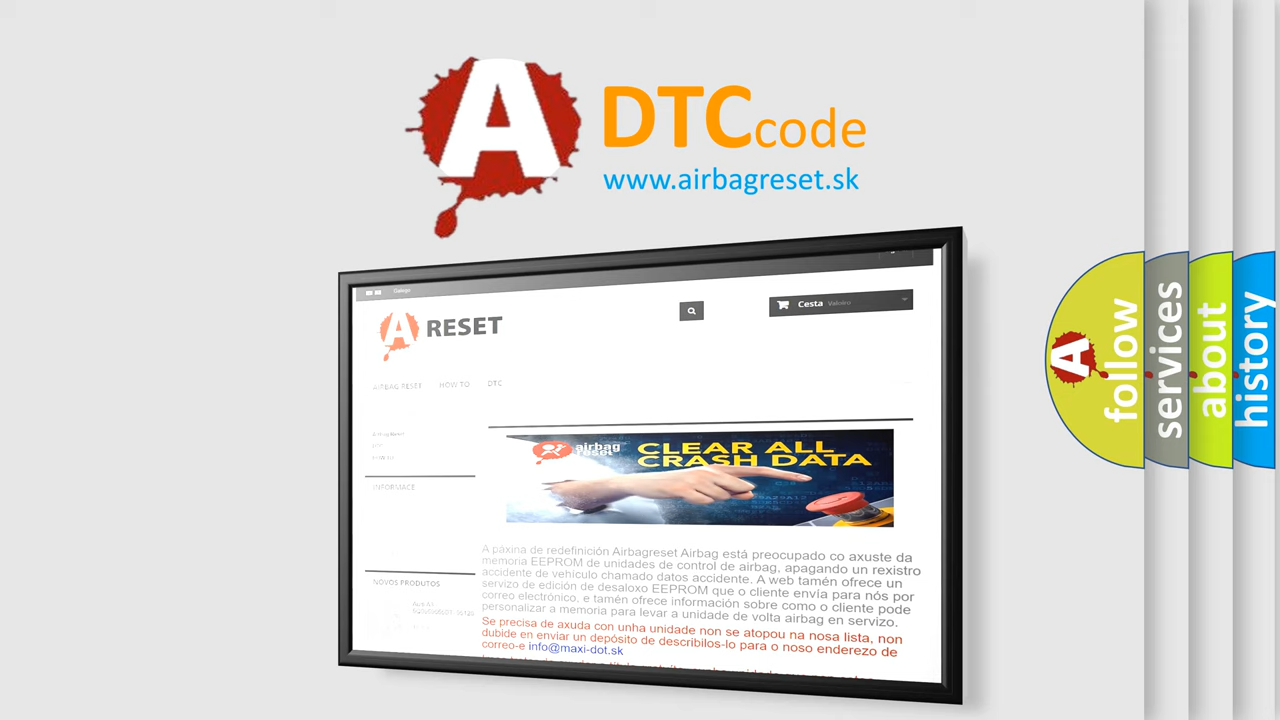 A
DTCcode
www.airbagreset.sk
Galego
A RESET
Cesta Valeiro
AIRBAG RESET HOW TO DTC
INFORMACE
airbag
reset
CLEAR ALL
CRASH DATA
NOVOS PRODUTOS
A páxina de redefinición Airbagreset Airbag está preocupado co axuste da
memoria EEPROM de unidades de control de airbag, apagando un rexistro
accidente de vehículo chamado datos accidente. A web tamén ofrece un
servizo de edición de desaloxo EEPROM que o cliente envía para nós por
correo electrónico, e tamén ofrece información sobre como o cliente pode
personalizar a memoria para levar a unidade de volta airbag en servizo.
Se precisa de axuda con unha unidade non se atopou na nosa lista, non
dubide en enviar un depósito de describilos-lo para o noso enderezo de
correo-e info@maxi-dot.sk
A
follow
services
about
history